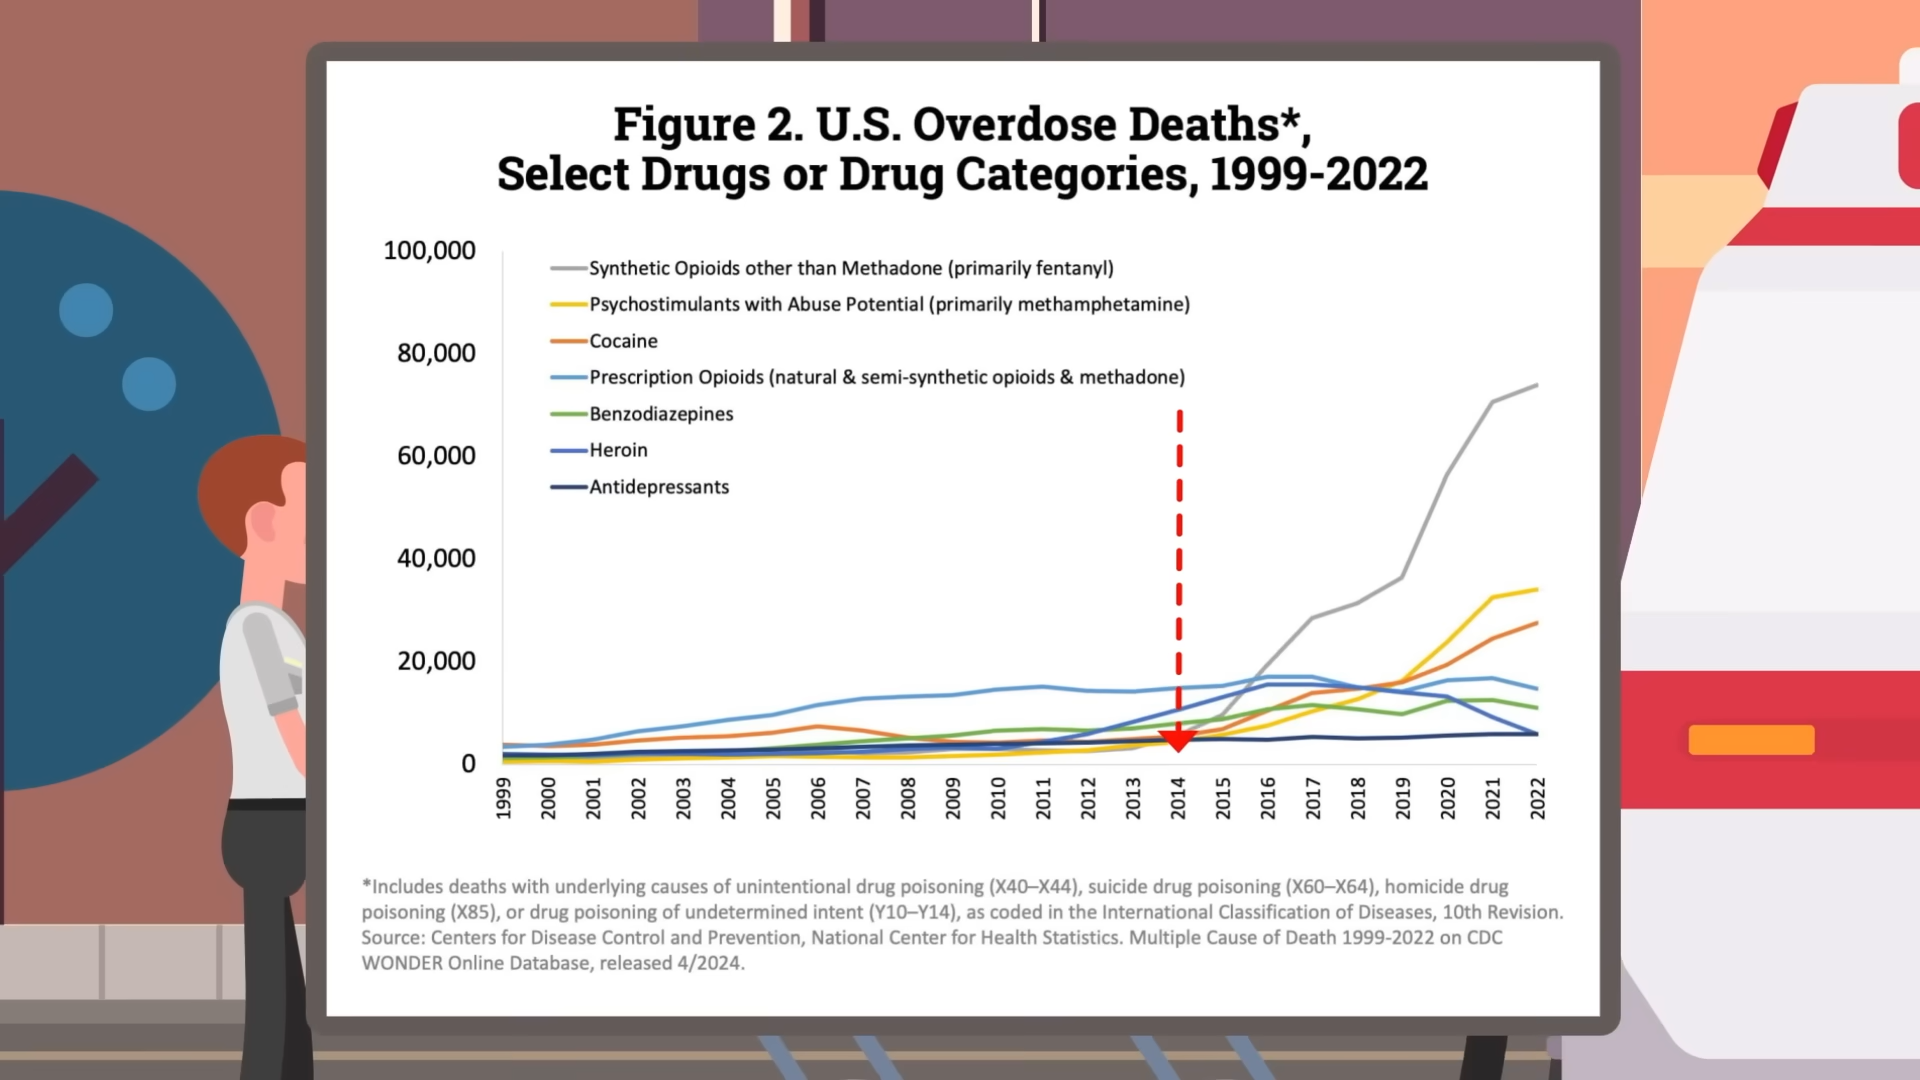 Figure 2. U.S. Overdose Deaths*,
Select Drugs or Drug Categories, 1999-2022
100,000
80,000
60,000
40,000
20,000
0
Synthetic Opioids other than Methadone (primarily fentanyl)
Psychostimulants with Abuse Potential (primarily methamphetamine)
Cocaine
Prescription Opioids (natural & semi-synthetic opioids & methadone)
Benzodiazepines
Heroin
Antidepressants
1999 2000 2001 2002 2003 2004 2005 2006 2007 2008 2009 2010 2011 2012 2013 2014 2015 2016 2017 2018 2019 2020 2021 2022
*Includes deaths with underlying causes of unintentional drug poisoning (X40–X44), suicide drug poisoning (X60–X64), homicide drug
poisoning (X85), or drug poisoning of undetermined intent (Y10–Y14), as coded in the International Classification of Diseases, 10th Revision.
Source: Centers for Disease Control and Prevention, National Center for Health Statistics. Multiple Cause of Death 1999-2022 on CDC
WONDER Online Database, released 4/2024.